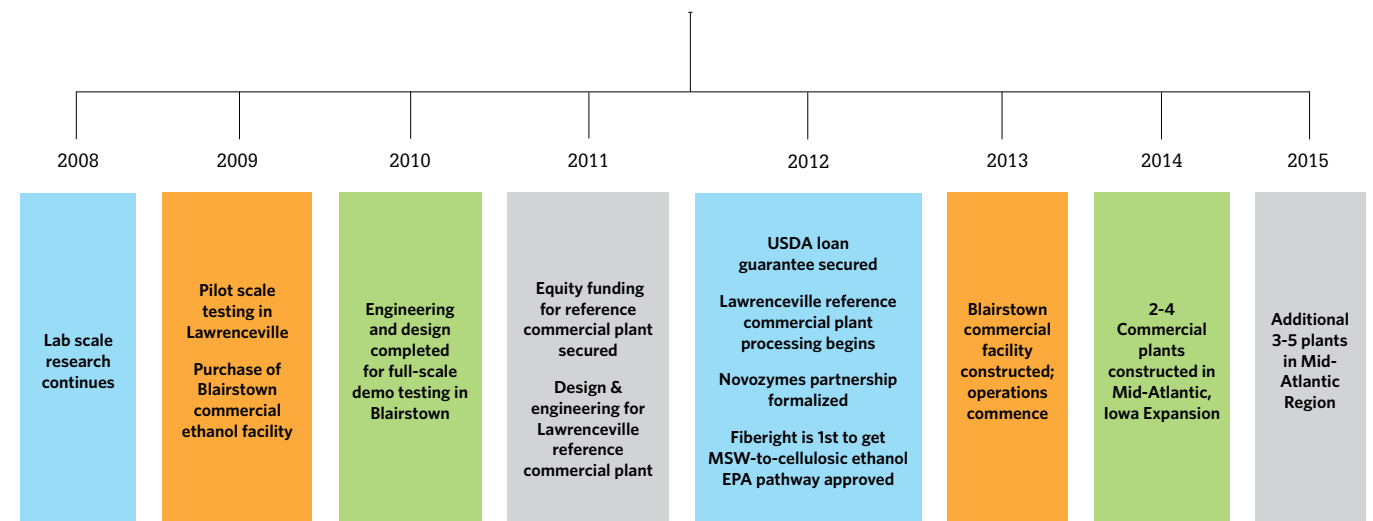 2008
2009
2010
2011
2012
2013
2014
2015
Lab scale
research
continues
Pilot scale
testing in
Lawrenceville
Purchase of
Blairstown
commercial
ethanol facility
Engineering
and design
completed
for full-scale
demo testing in
Blairstown
Equity funding
for reference
commercial plant
secured
Design &
engineering for
Lawrenceville
reference
commercial plant
USDA loan
guarantee secured
Lawrenceville reference
commercial plant
processing begins
Novozymes partnership
formalized
Fiberight is 1st to get
MSW-to-cellulosic ethanol
EPA pathway approved
Blairstown
commercial
facility
constructed;
operations
commence
2-4
Commercial
plants
constructed in
Mid-Atlantic,
Iowa Expansion
Additional
3-5 plants
in Mid-
Atlantic
Region